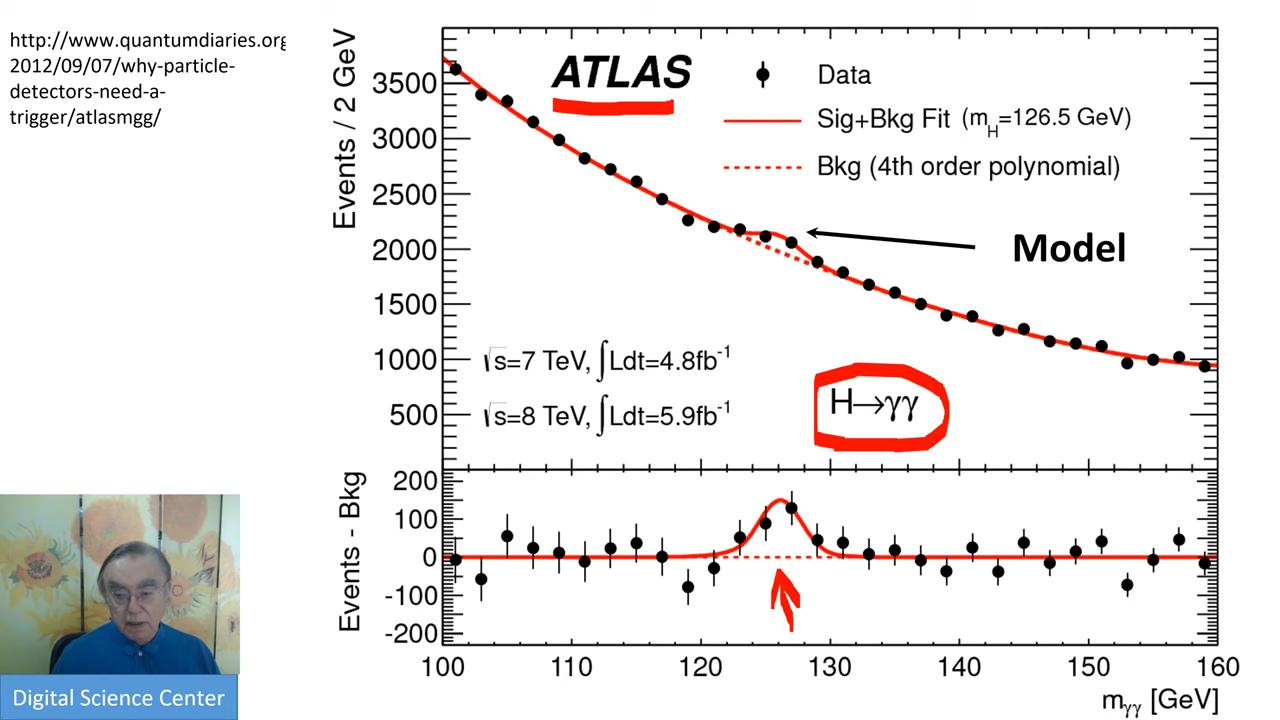 http://www.quantumdiaries.org
2012/09/07/why-particle-
detectors-need-a-
trigger/atlasmgg/
Events / 2 GeV
3500
3000
2500
2000
1500
1000
500
ATLAS
Data
Sig+Bkg Fit (mH=126.5 GeV)
Bkg (4th order polynomial)
Model
√s=7 TeV, ∫Ldt=4.8fb-1
√s=8 TeV, ∫Ldt=5.9fb-1
H→γγ
Events - Bkg
200
100
0
-100
-200
100 110 120 130 140 150 160
mγγ [GeV]
Digital Science Center